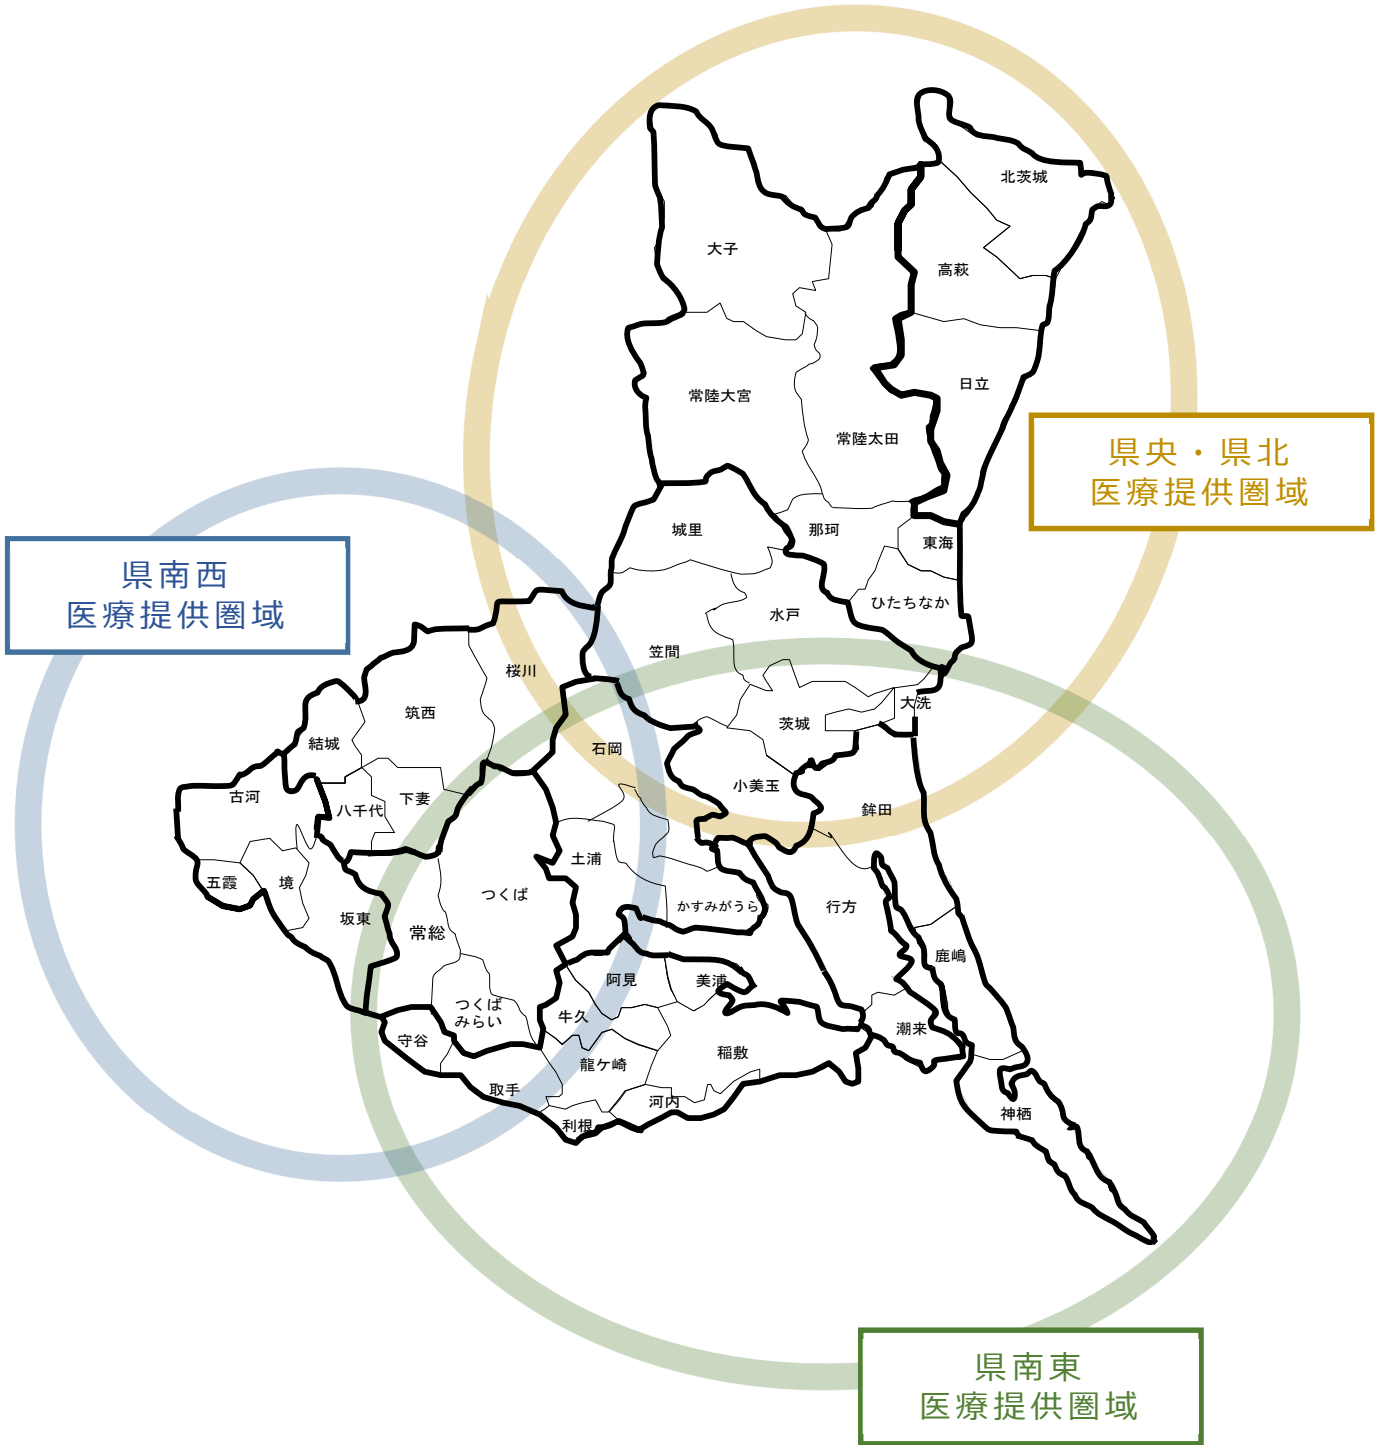 北茨城
大子
高萩
日立
常陸大宮
常陸太田
県央・県北
医療提供圏域
城里
那珂
東海
県南西
医療提供圏域
ひたちなか
水戸
笠間
桜川
大洗
筑西
茨城
結城
石岡
小美玉
古河
下妻
八千代
鉾田
土浦
五霞
境
つくば
かすみがうら
行方
坂東
常総
鹿嶋
阿見
美浦
つくば
みらい
牛久
潮来
守谷
稲敷
龍ケ崎
取手
河内
神栖
利根
県南東
医療提供圏域